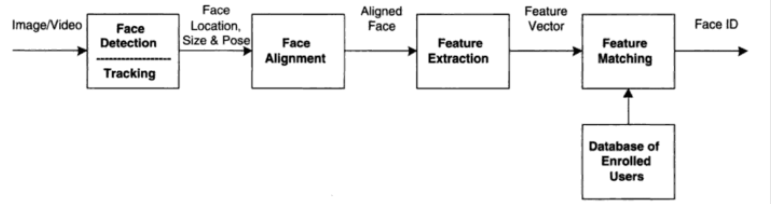 Image/Video
Face
Detection
Tracking
Face
Location,
Size & Pose
Face
Alignment
Aligned
Face
Feature
Extraction
Feature
Vector
Feature
Matching
Face ID
Database of
Enrolled
Users